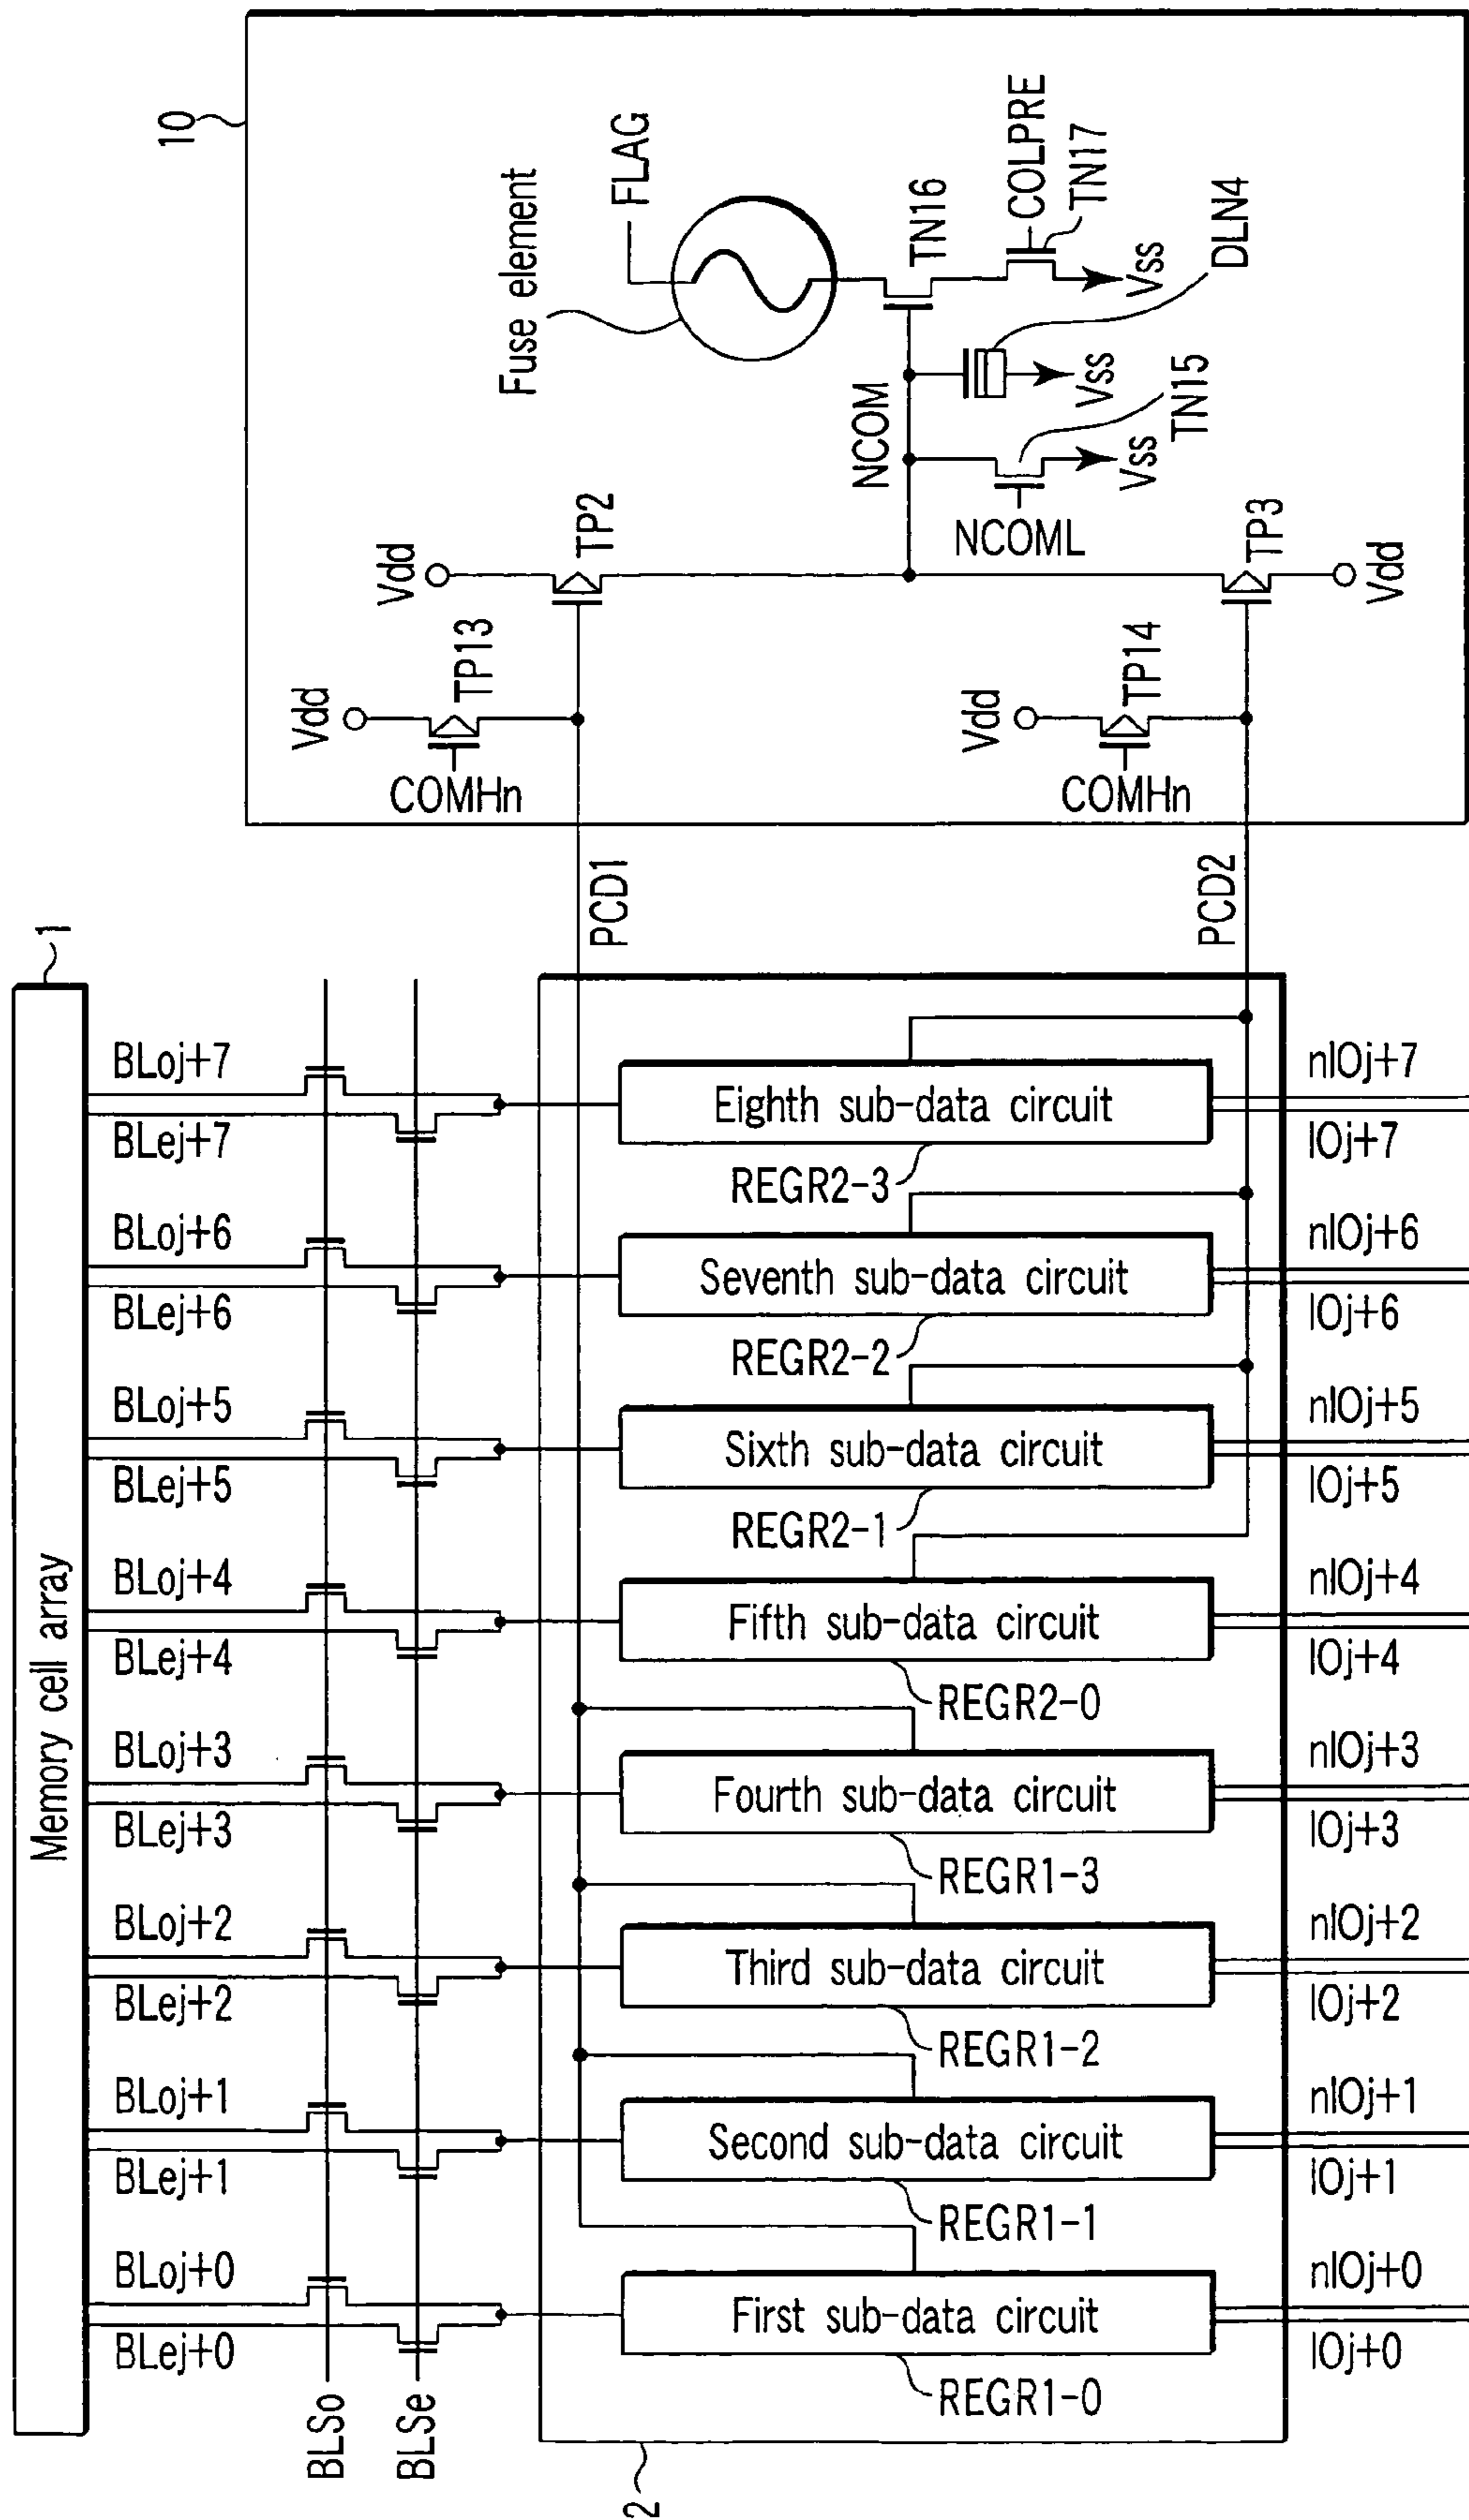 Memory cell array
1
BLoj+0
BLej+0
BLoj+1
BLej+1
BLoj+2
BLej+2
BLoj+3
BLej+3
BLoj+4
BLej+4
BLoj+5
BLej+5
BLoj+6
BLej+6
BLoj+7
BLej+7
BLSo
BLSe
2
First sub-data circuit
REGR1-0
Second sub-data circuit
REGR1-1
Third sub-data circuit
REGR1-2
Fourth sub-data circuit
REGR1-3
Fifth sub-data circuit
REGR2-0
Sixth sub-data circuit
REGR2-1
Seventh sub-data circuit
REGR2-2
Eighth sub-data circuit
REGR2-3
nIOj+0
IOj+0
nIOj+1
IOj+1
nIOj+2
IOj+2
nIOj+3
IOj+3
nIOj+4
IOj+4
nIOj+5
IOj+5
nIOj+6
IOj+6
nIOj+7
IOj+7
PCD1
PCD2
10
Vdd
TP13
COMHn
Vdd
TP2
Fuse element
FLAG
NCOM
TN16
COLPRE
TN17
Vss
DLN4
Vss
TN15
Vss
NCOML
Vdd
TP14
COMHn
TP3
Vdd